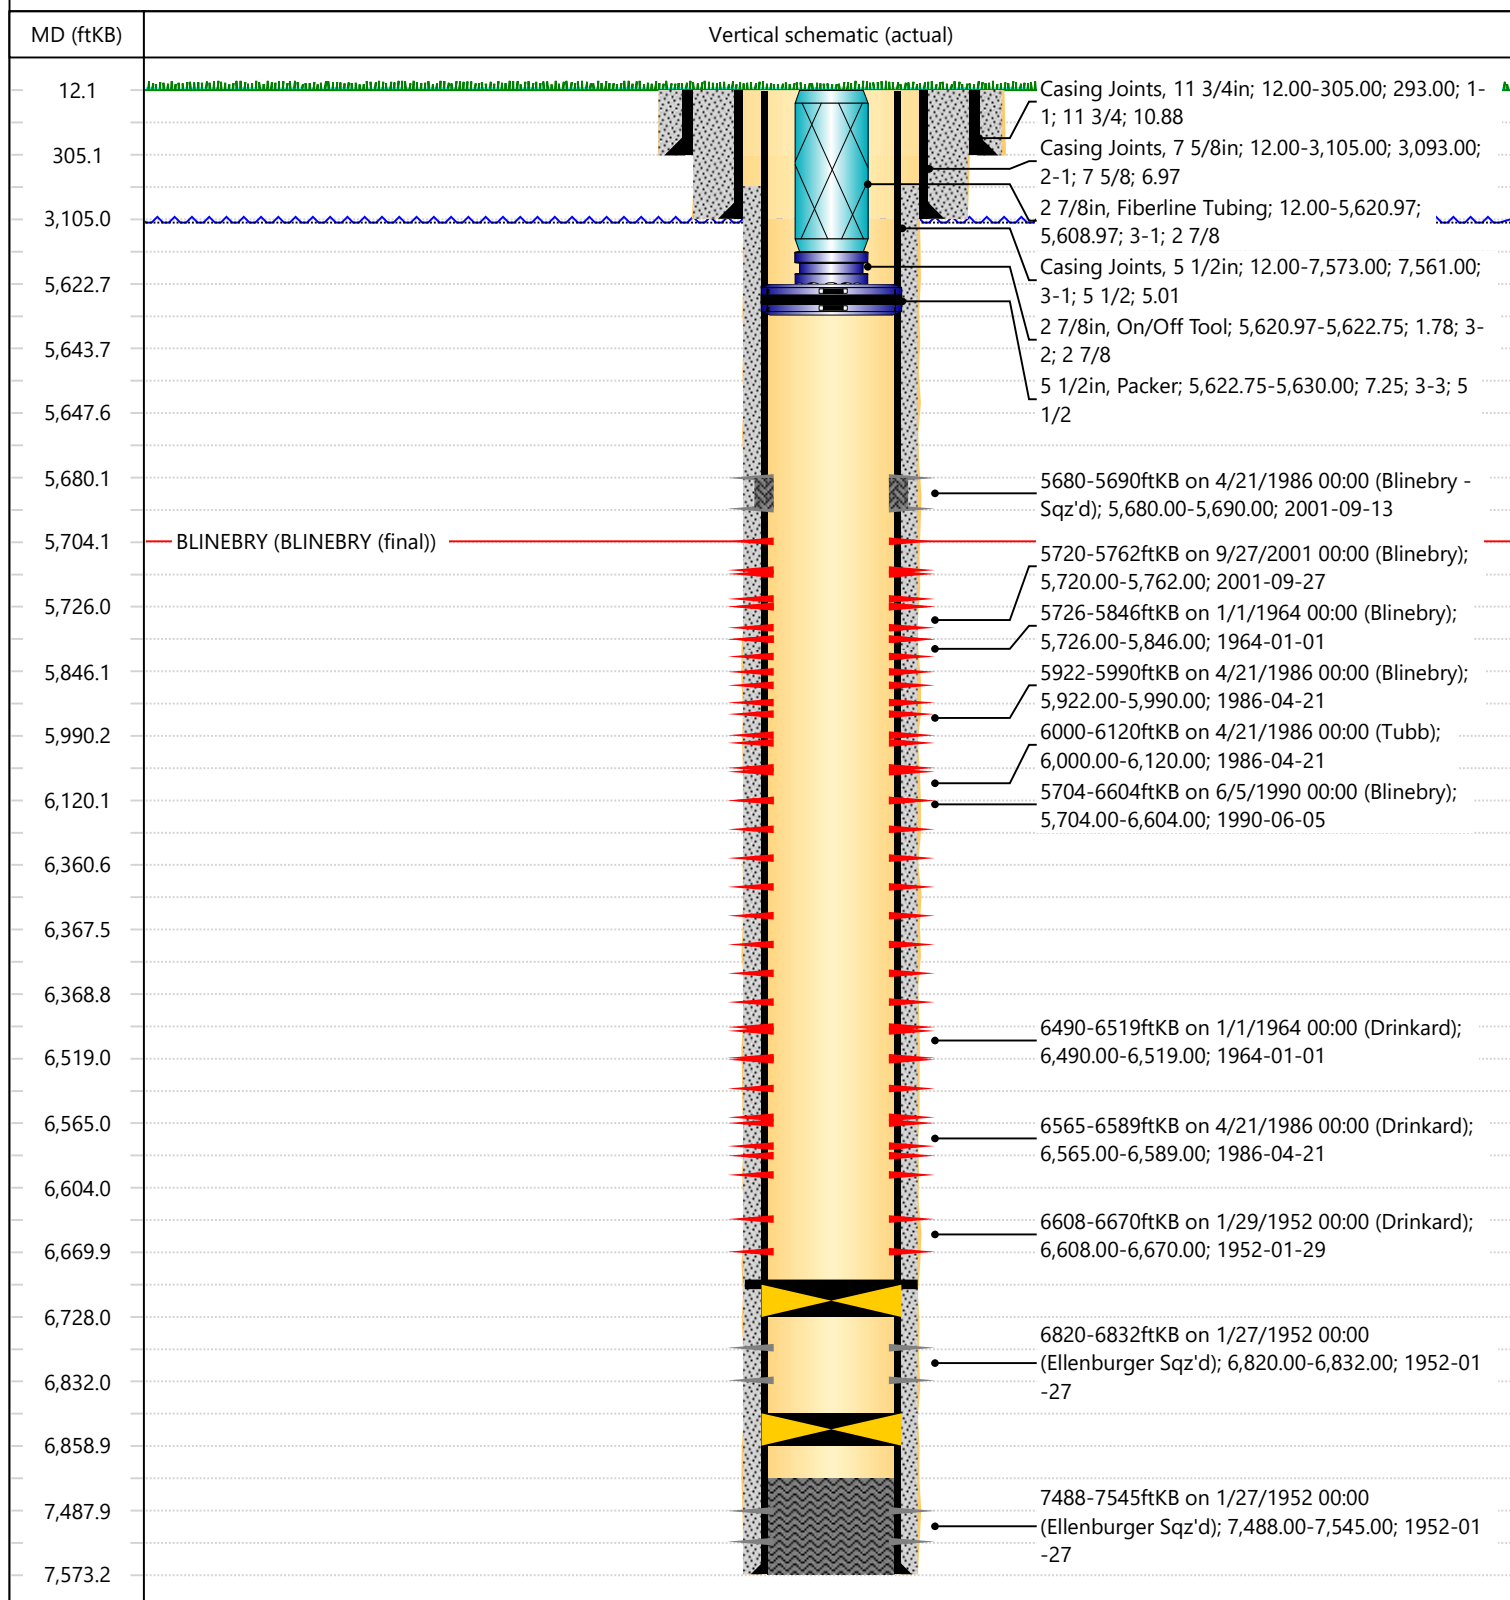 MD (ftKB)
Vertical schematic (actual)
12.1
305.1
3,105.0
5,622.7
5,643.7
5,647.6
5,680.1
5,704.1
5,726.0
5,846.1
5,990.2
6,120.1
6,360.6
6,367.5
6,368.8
6,519.0
6,565.0
6,604.0
6,669.9
6,728.0
6,832.0
6,858.9
7,487.9
7,573.2
BLINEBRY (BLINEBRY (final))
Casing Joints, 11 3/4in; 12.00-305.00; 293.00; 1-
1; 11 3/4; 10.88
Casing Joints, 7 5/8in; 12.00-3,105.00; 3,093.00;
2-1; 7 5/8; 6.97
2 7/8in, Fiberline Tubing; 12.00-5,620.97;
5,608.97; 3-1; 2 7/8
Casing Joints, 5 1/2in; 12.00-7,573.00; 7,561.00;
3-1; 5 1/2; 5.01
2 7/8in, On/Off Tool; 5,620.97-5,622.75; 1.78; 3-
2; 2 7/8
5 1/2in, Packer; 5,622.75-5,630.00; 7.25; 3-3; 5
1/2
5680-5690ftKB on 4/21/1986 00:00 (Blinebry -
Sqz'd); 5,680.00-5,690.00; 2001-09-13
5720-5762ftKB on 9/27/2001 00:00 (Blinebry);
5,720.00-5,762.00; 2001-09-27
5726-5846ftKB on 1/1/1964 00:00 (Blinebry);
5,726.00-5,846.00; 1964-01-01
5922-5990ftKB on 4/21/1986 00:00 (Blinebry);
5,922.00-5,990.00; 1986-04-21
6000-6120ftKB on 4/21/1986 00:00 (Tubb);
6,000.00-6,120.00; 1986-04-21
5704-6604ftKB on 6/5/1990 00:00 (Blinebry);
5,704.00-6,604.00; 1990-06-05
6490-6519ftKB on 1/1/1964 00:00 (Drinkard);
6,490.00-6,519.00; 1964-01-01
6565-6589ftKB on 4/21/1986 00:00 (Drinkard);
6,565.00-6,589.00; 1986-04-21
6608-6670ftKB on 1/29/1952 00:00 (Drinkard);
6,608.00-6,670.00; 1952-01-29
6820-6832ftKB on 1/27/1952 00:00
(Ellenburger Sqz'd); 6,820.00-6,832.00; 1952-01
-27
7488-7545ftKB on 1/27/1952 00:00
(Ellenburger Sqz'd); 7,488.00-7,545.00; 1952-01
-27